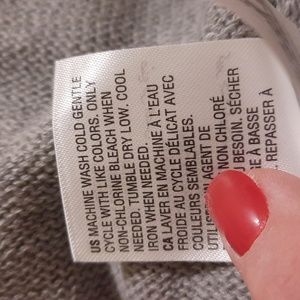 US MACHINE WASH COLD GENTLE
CYCLE WITH LIKE COLORS. ONLY
NON-CHLORINE BLEACH WHEN
NEEDED. TUMBLE DRY LOW. COOL
IRON WHEN NEEDED.
CA LAVER EN MACHINE À L'EAU
FROIDE AU CYCLE DÉLICAT AVEC
COULEURS SEMBLABLES.
UTILISER UN AGENT DE
NON CHLORÉ
BESOIN. SÉCHER
À BASSE